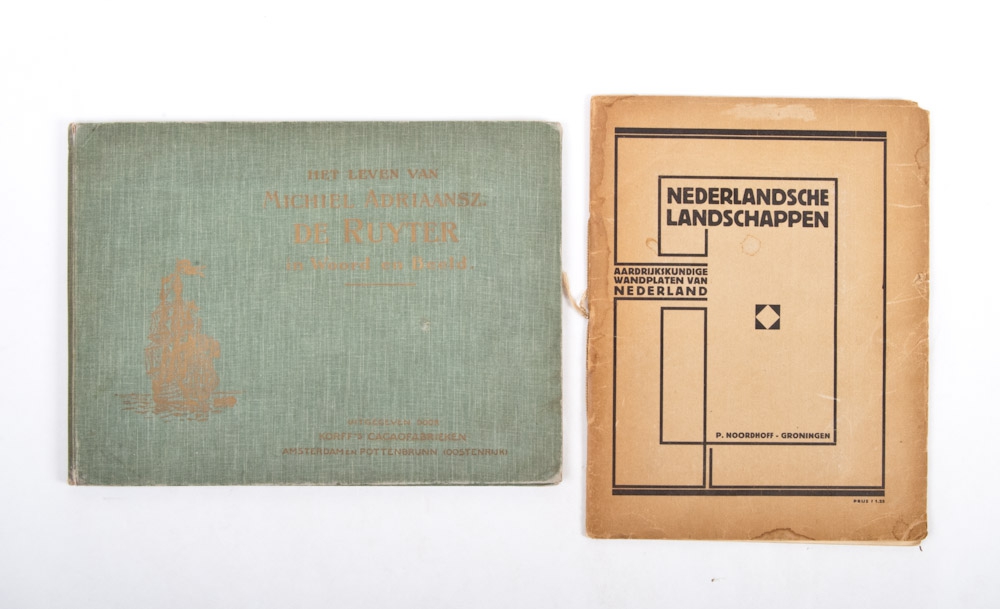 HET LEVEN VAN
MICHIEL ADRIAANSZ.
DE RUYTER
in Woord en Beeld.
UITGEGEVEN DOOR
KORFF'S CACAOFABRIEKEN
AMSTERDAM EN POTTENBRUNN (OOSTENRIJK)
NEDERLANDSCHE
LANDSCHAPPEN
AARDRIJKSKUNDIGE
WANDPLATEN VAN
NEDERLAND
P. NOORDHOFF - GRONINGEN
PRIJS f